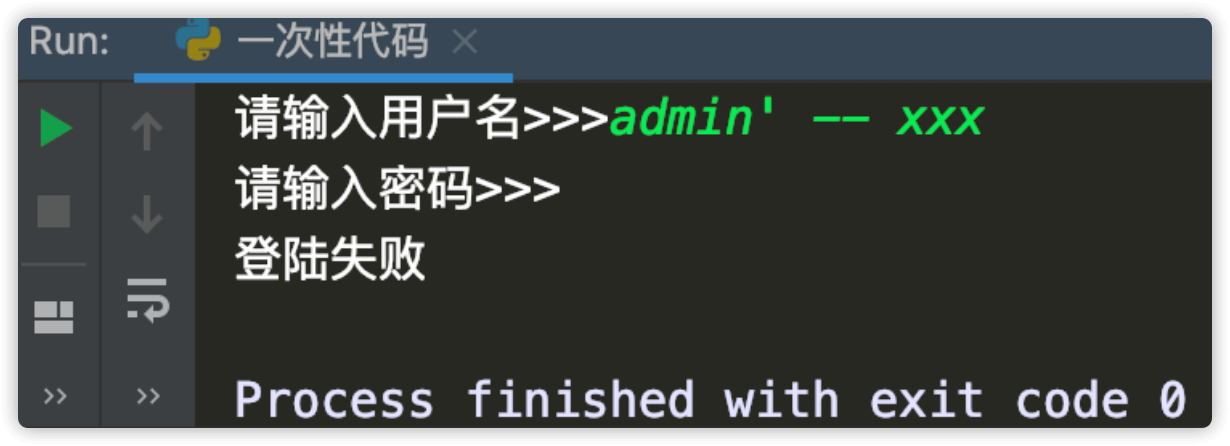 Run: 一次性代码
请输入用户名>>>admin' -- xxx
请输入密码>>>
登陆失败
Process finished with exit code 0